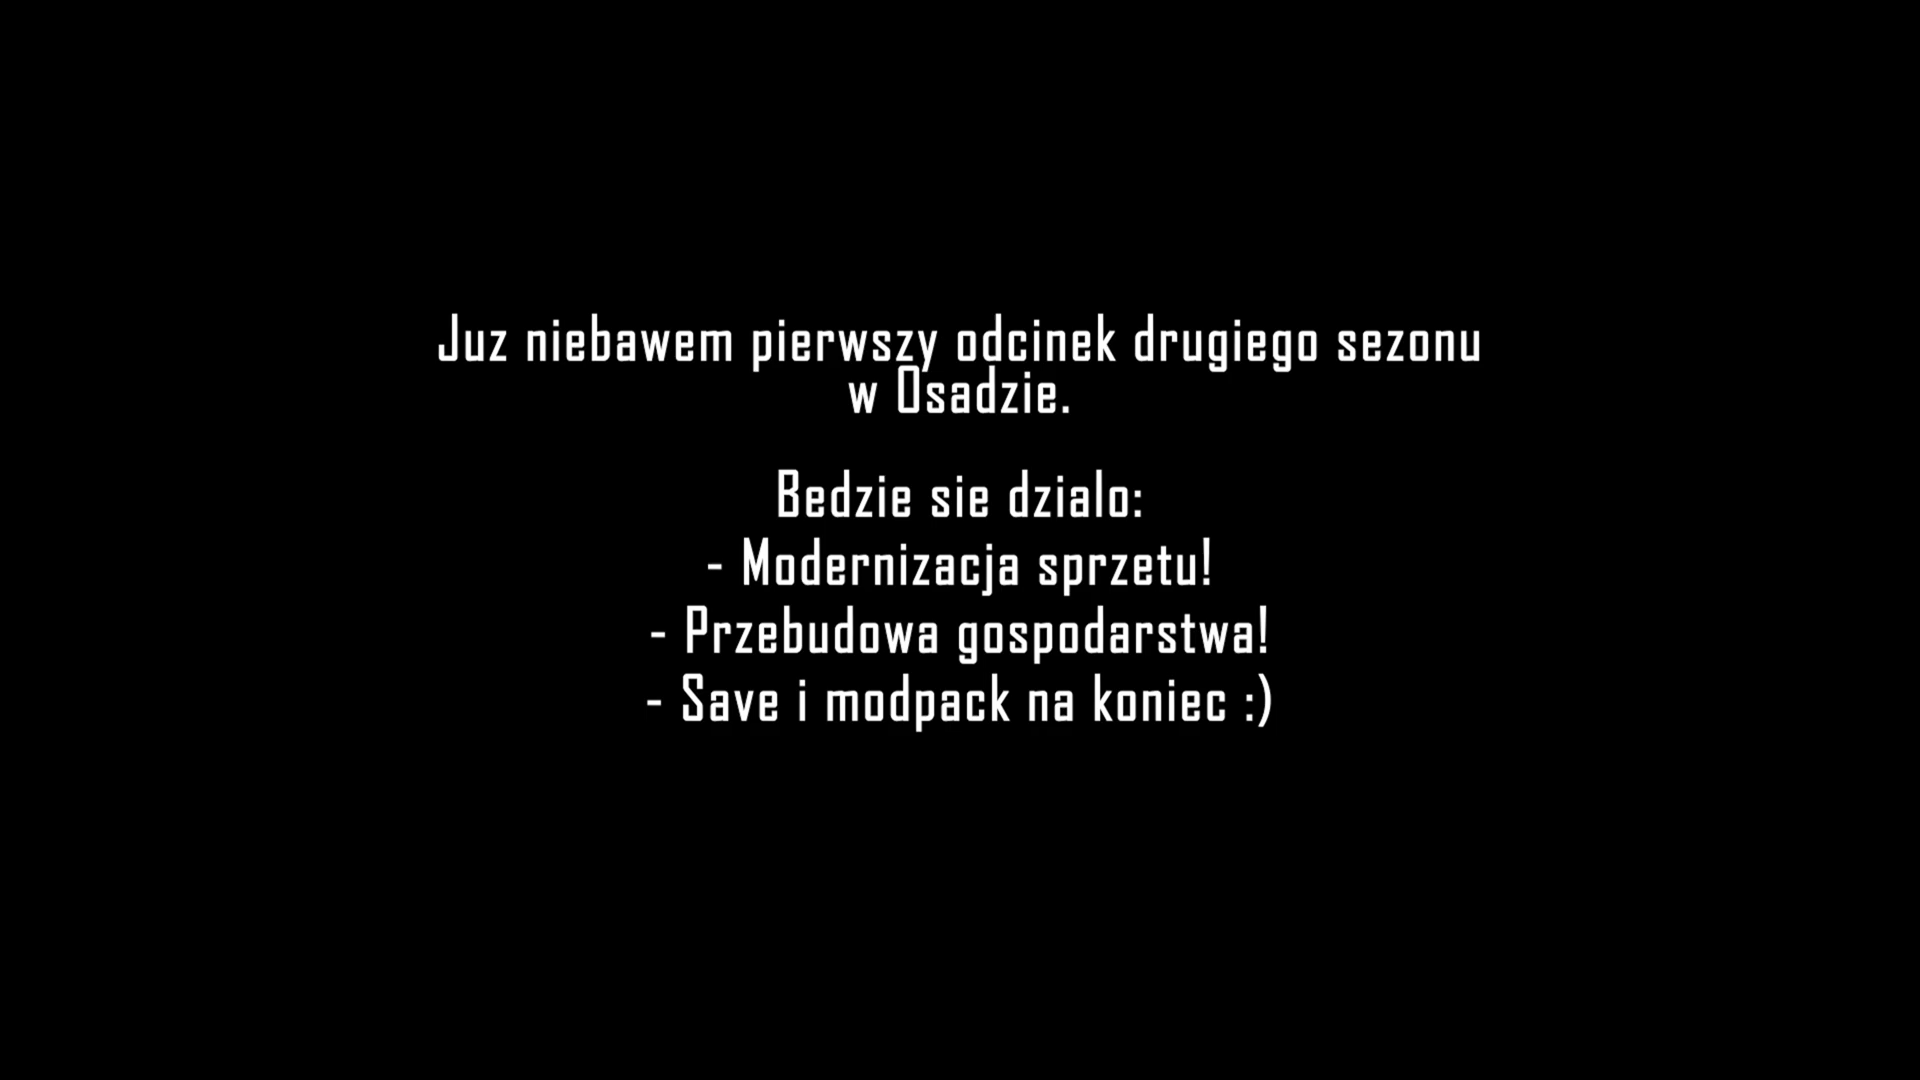 Juz niebawem pierwszy odcinek drugiego sezonu
w Osadzie.
Bedzie sie dzialo:
- Modernizacja sprzetu!
- Przebudowa gospodarstwa!
- Save i modpack na koniec :)